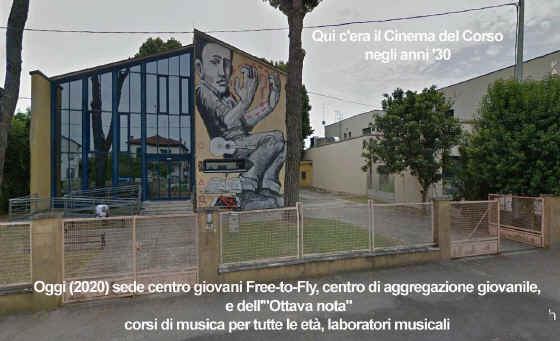 Qui c'era il Cinema del Corso
negli anni '30
Oggi (2020) sede centro giovani Free-to-Fly, centro di aggregazione giovanile,
e dell'"Ottava nota"
corsi di musica per tutte le età, laboratori musicali